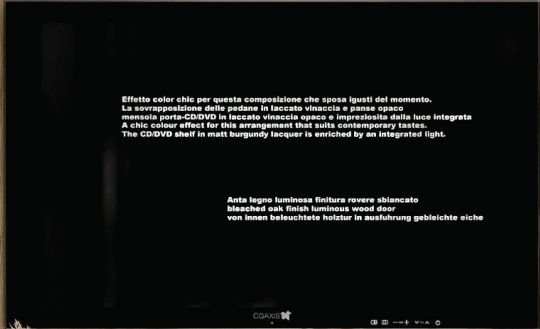 Effetto color chic per questa composizione che sposa igusti del momento.
La sovrapposizione delle pedane in laccato vinaccia e panse opaco
mensola porta-CD/DVD in laccato vinaccia opaco e impreziosita dalla luce integrata
A chic colour effect for this arrangement that suits contemporary tastes.
The CD/DVD shelf in matt burgundy lacquer is enriched by an integrated light.
Anta legno luminosa finitura rovere sbiancato
bleached oak finish luminous wood door
von innen beleuchtete holztur in ausfuhrung gebleichte eiche
CGAXIS